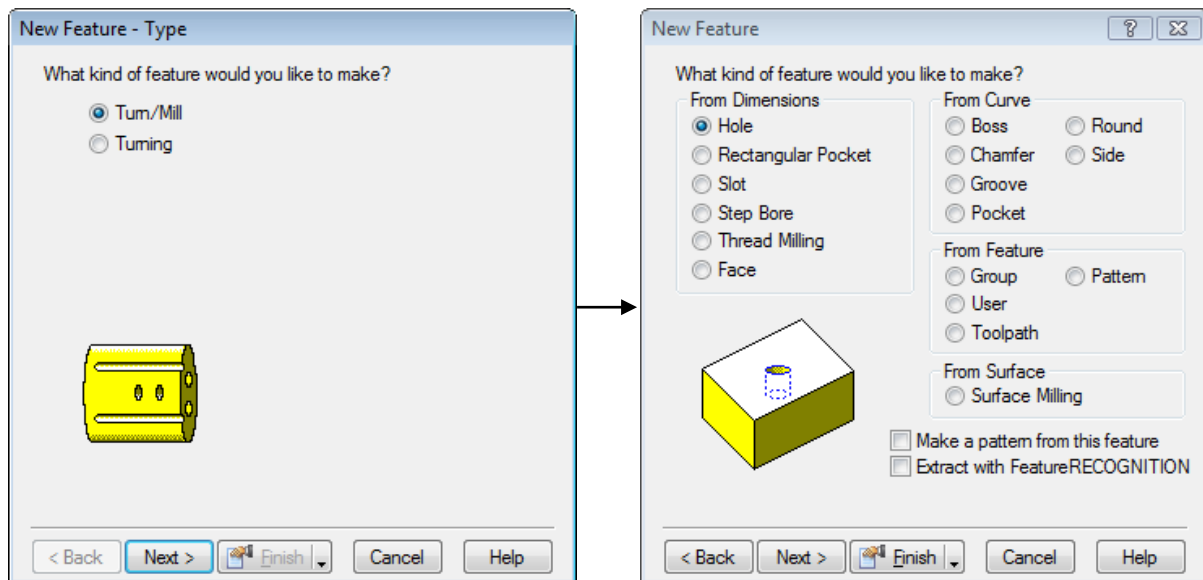 New Feature - Type
What kind of feature would you like to make?
Turn/Mill
Turning
< Back Next > Finish Cancel Help
New Feature
What kind of feature would you like to make?
From Dimensions
Hole
Rectangular Pocket
Slot
Step Bore
Thread Milling
Face
From Curve
Boss Round
Chamfer Side
Groove
Pocket
From Feature
Group Pattern
User
Toolpath
From Surface
Surface Milling
Make a pattern from this feature
Extract with FeatureRECOGNITION
< Back Next > Finish Cancel Help